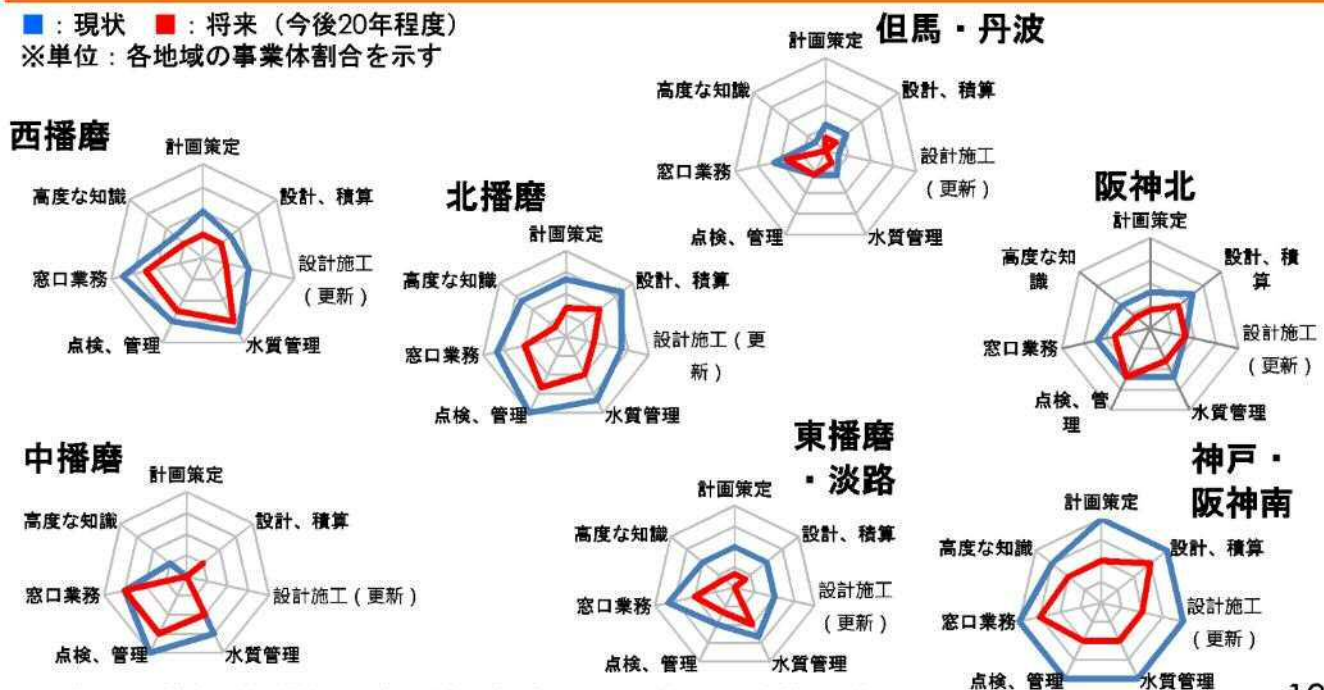 ■：現状 ■：将来（今後20年程度）
※単位：各地域の事業体割合を示す
但馬・丹波
計画策定
設計、積算
設計施工
（更新）
水質管理
点検、管理
窓口業務
高度な知識
西播磨
計画策定
設計、積算
設計施工
（更新）
水質管理
点検、管理
窓口業務
高度な知識
北播磨
計画策定
設計、積算
設計施工（更
新）
水質管理
点検、管理
窓口業務
高度な知識
阪神北
計画策定
設計、積
算
設計施工
（更新）
水質管理
点検、管
理
窓口業務
高度な知
識
中播磨
計画策定
設計、積算
設計施工（更新）
水質管理
点検、管理
窓口業務
高度な知識
東播磨
・淡路
計画策定
設計、積算
設計施工
（更新）
水質管理
点検、管理
窓口業務
高度な知識
神戸・
阪神南
計画策定
設計、積算
設計施工
（更新）
水質管理
点検、管理
窓口業務
高度な知識